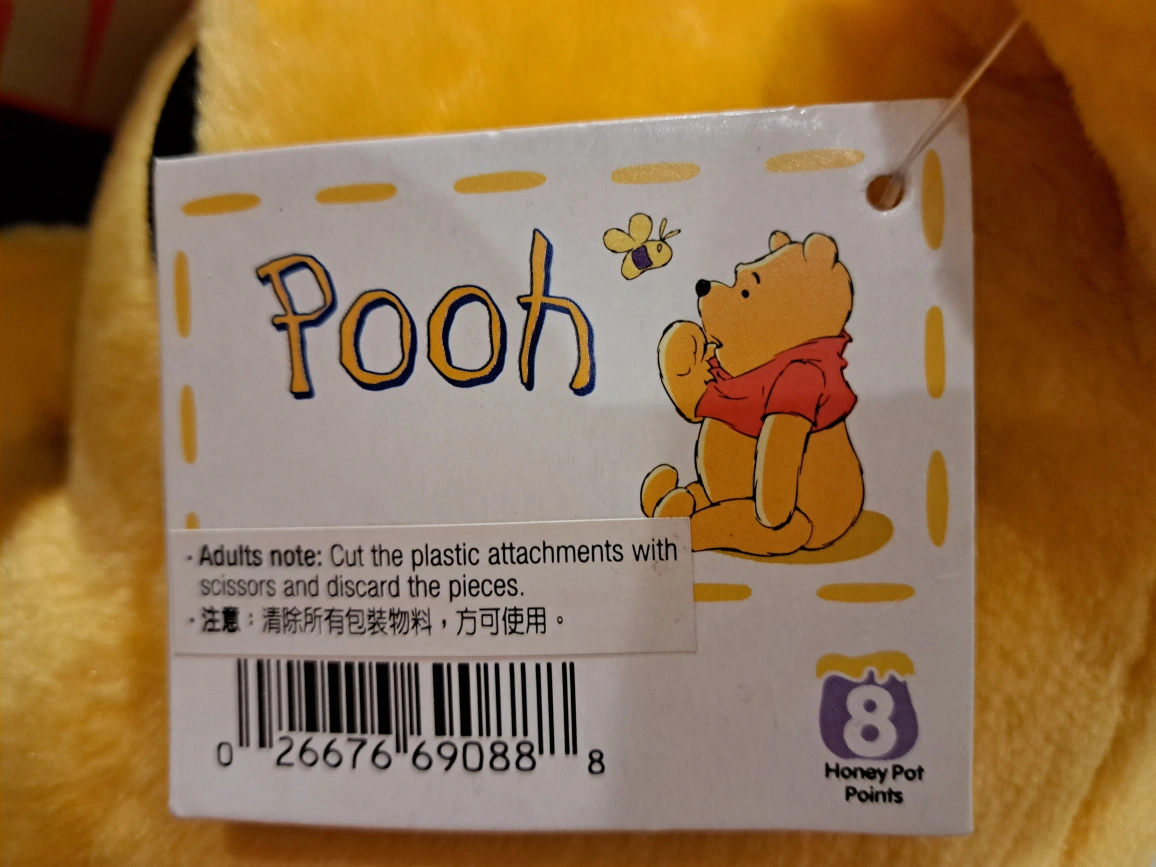 Pooh
· Adults note: Cut the plastic attachments with
scissors and discard the pieces.
· 注意：清除所有包裝物料，方可使用。
0 26676 69088 8
8
Honey Pot
Points